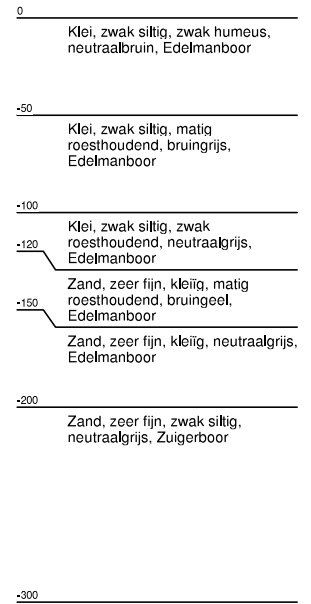 0
Klei, zwak siltig, zwak humeus,
neutraalbruin, Edelmanboor
-50
Klei, zwak siltig, matig
roesthoudend, bruingrijs,
Edelmanboor
-100
Klei, zwak siltig, zwak
roesthoudend, neutraalgrijs,
Edelmanboor
-120
Zand, zeer fijn, kleiïg, matig
roesthoudend, bruingeel,
Edelmanboor
-150
Zand, zeer fijn, kleiïg, neutraalgrijs,
Edelmanboor
-200
Zand, zeer fijn, zwak siltig,
neutraalgrijs, Zuigerboor
-300